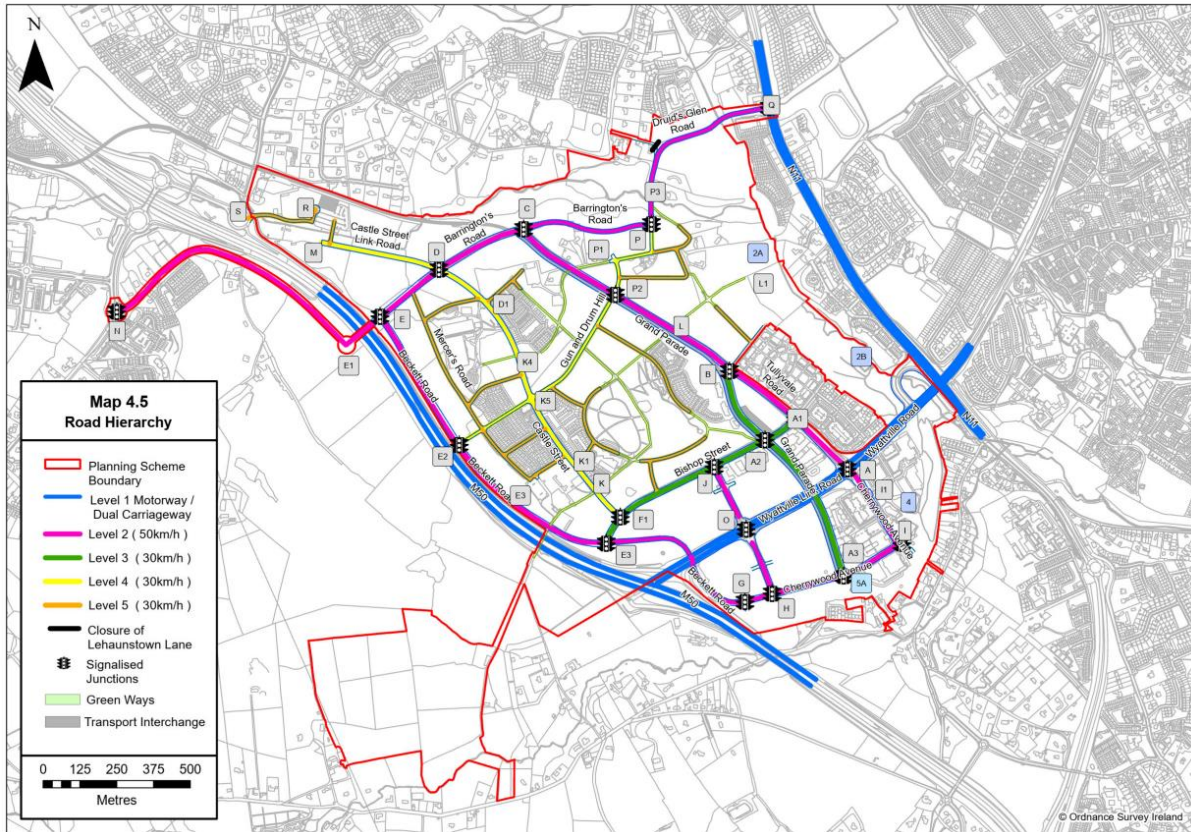 N
Q
Druid's Glen
Road
N11
P3
R
S
C
Barrington's
Road
Castle Street
Link Road
Barrington's
Road
P
M
D
P1
2A
L1
P2
N
E
D1
Gun and Drum Hill
L
Grand Parade
E1
Mercer's Road
K4
Beckett Road
B
Tullyvale
Road
2B
K5
A1
N11
Castle Street
Wyattville Road
E2
Beckett Road
K1
Bishop Street
A2
Grand Parade
A
M50
E3
K
J
Wyattville Link Road
I1
4
F1
O
Cherrywood Avenue
I
E3
A3
Beckett Road
G
Cherrywood Avenue
5A
M50
H
Map 4.5
Road Hierarchy
Planning Scheme
Boundary
Level 1 Motorway /
Dual Carriageway
Level 2 ( 50km/h )
Level 3 ( 30km/h )
Level 4 ( 30km/h )
Level 5 ( 30km/h )
Closure of
Lehaunstown Lane
Signalised
Junctions
Green Ways
Transport Interchange
0 125 250 375 500
Metres
© Ordnance Survey Ireland